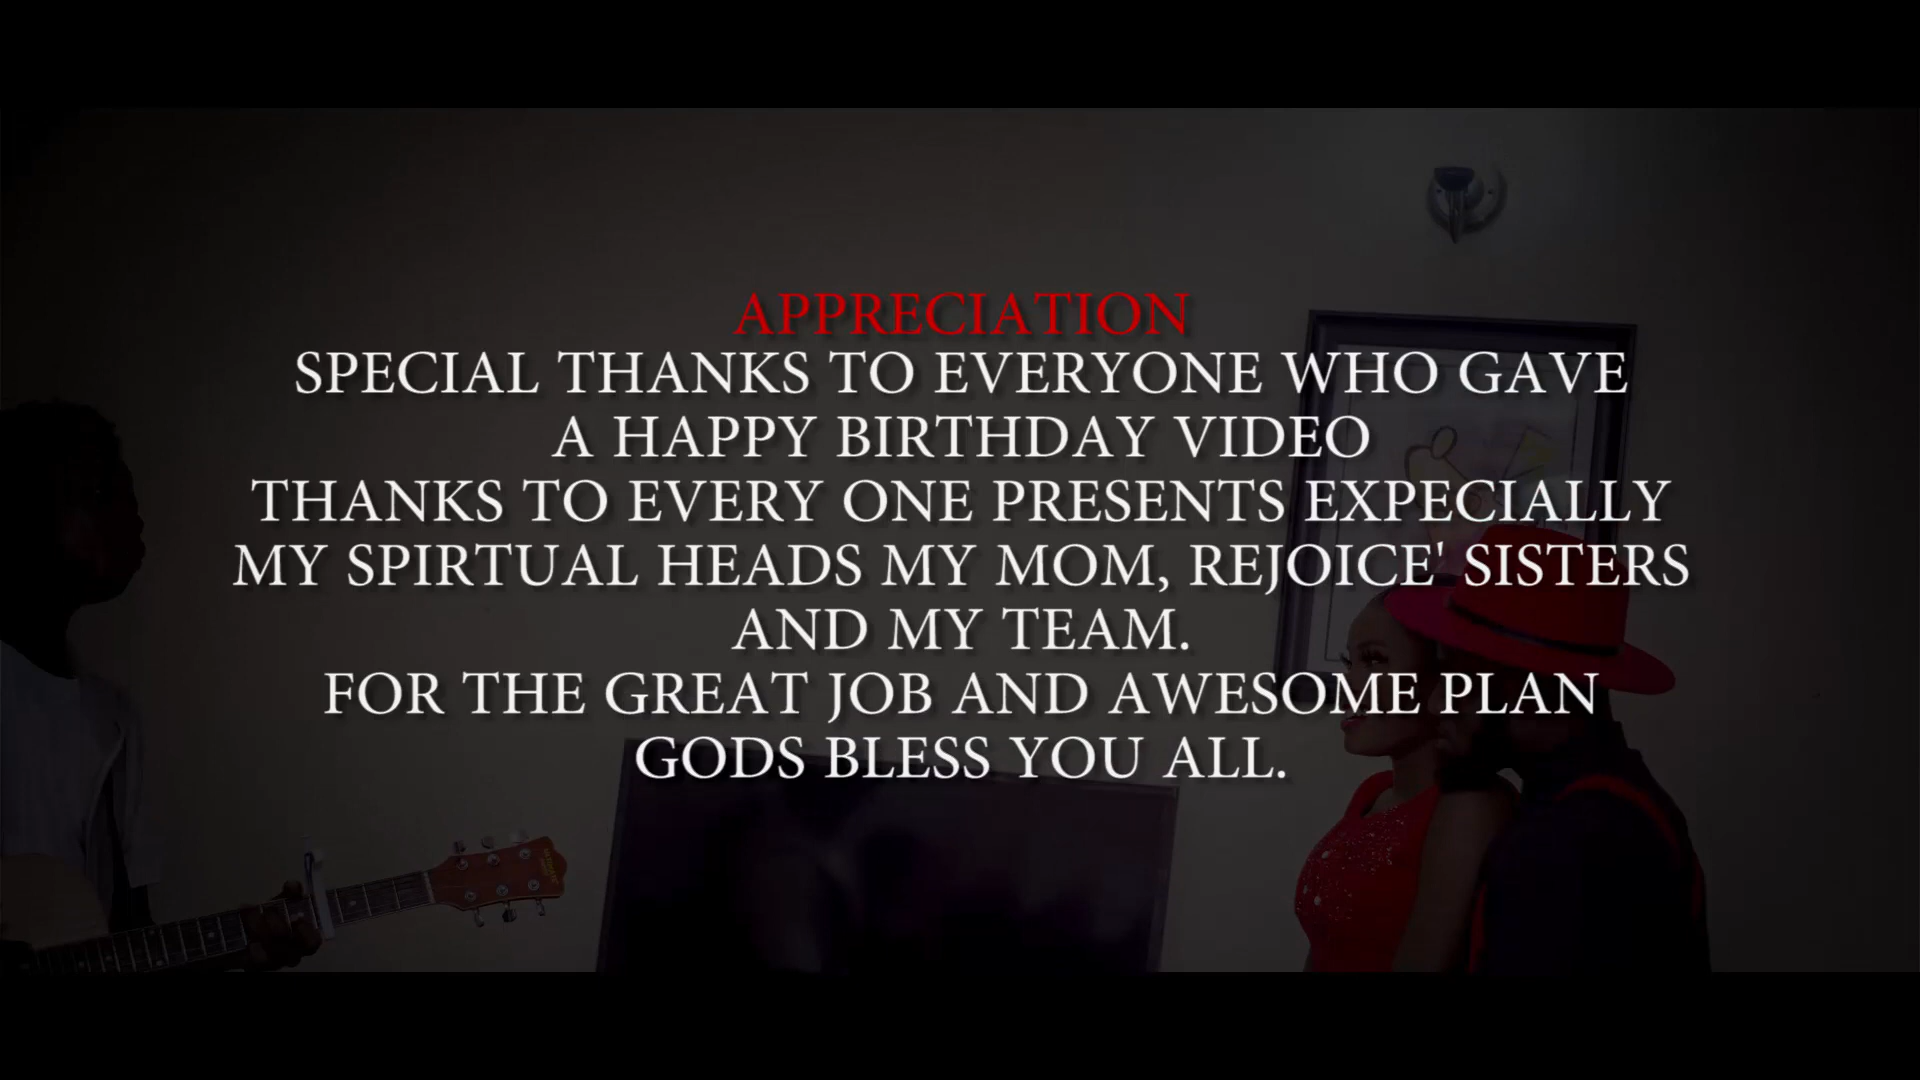 APPRECIATION
SPECIAL THANKS TO EVERYONE WHO GAVE
A HAPPY BIRTHDAY VIDEO
THANKS TO EVERY ONE PRESENTS EXPECIALLY
MY SPIRTUAL HEADS MY MOM, REJOICE' SISTERS
AND MY TEAM.
FOR THE GREAT JOB AND AWESOME PLAN
GODS BLESS YOU ALL.